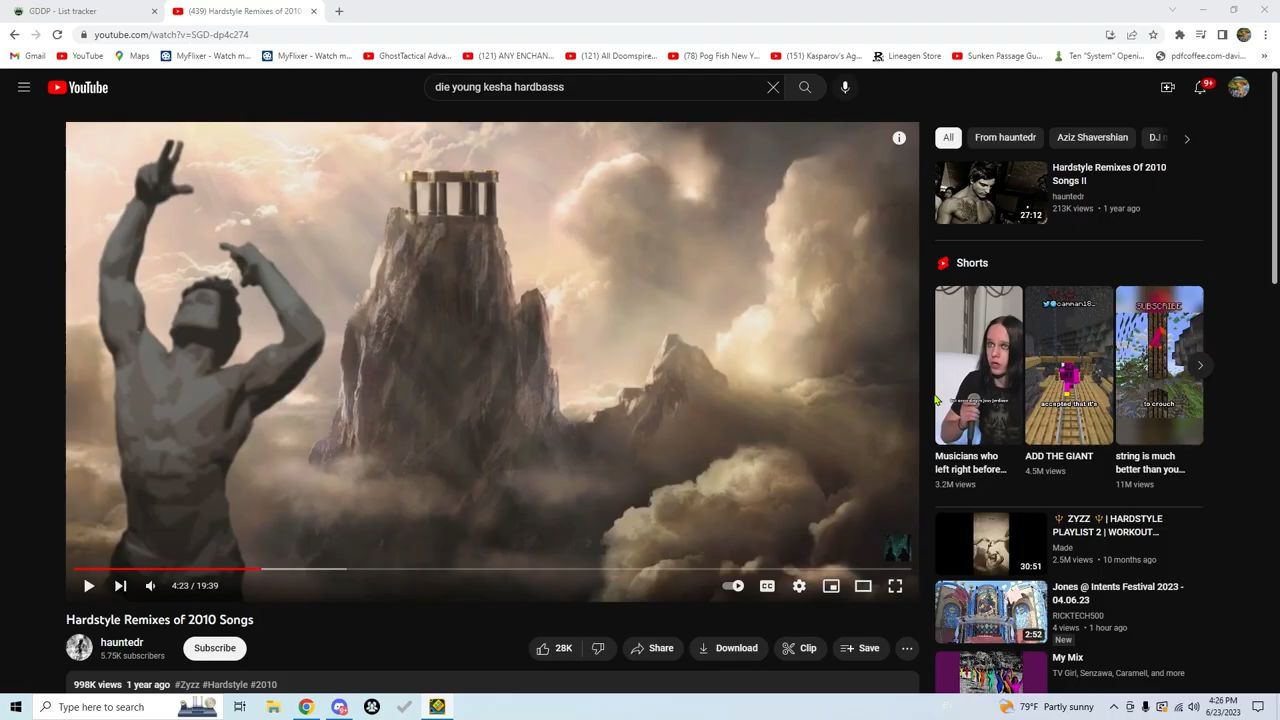 GDDP - List tracker
(439) Hardstyle Remixes of 2010
youtube.com/watch?v=SGD-dp4c274
Gmail
YouTube
Maps
MyFlixer - Watch m...
MyFlixer - Watch m...
GhostTactical Adva...
(121) ANY ENCHAN...
(121) All Doomspire...
(78) Pog Fish New Y...
(151) Kasparov's Ag...
Lineagen Store
Sunken Passage Gu...
Ten "System" Openi...
pdfcoffee.com-davi...
YouTube
die young kesha hardbasss
9+
All
From hauntedr
Aziz Shavershian
27:12
Hardstyle Remixes Of 2010
Songs II
hauntedr
213K views • 1 year ago
Shorts
camman18_
accepted that it's
SUBSCRIBE
to crouch
Musicians who
left right before...
3.2M views
ADD THE GIANT
4.5M views
string is much
better than you...
11M views
30:51
ZYZZ | HARDSTYLE
PLAYLIST 2 | WORKOUT...
Made
2.5M views • 10 months ago
2:52
Jones @ Intents Festival 2023 -
04.06.23
RICKTECH500
4 views • 1 hour ago
New
My Mix
TV Girl, Senzawa, Caramell, and more
4:23 / 19:39
Hardstyle Remixes of 2010 Songs
hauntedr
5.75K subscribers
Subscribe
28K
Share
Download
Clip
Save
998K views 1 year ago #Zyzz #Hardstyle #2010
Type here to search
79°F Partly sunny
4:26 PM
6/23/2023